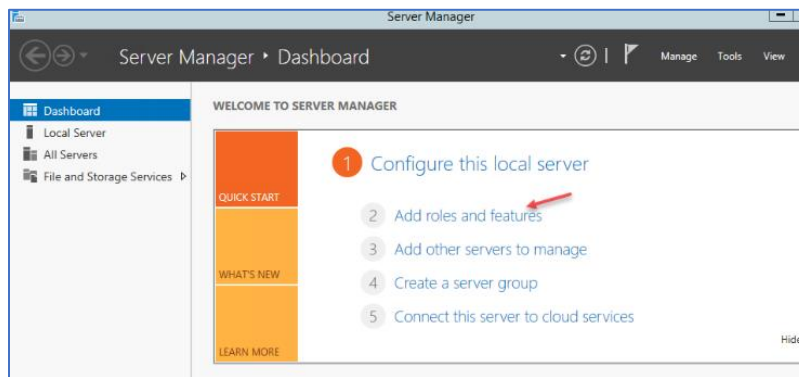 Server Manager
Server Manager • Dashboard
Manage Tools View
Dashboard
Local Server
All Servers
File and Storage Services
WELCOME TO SERVER MANAGER
QUICK START
WHAT'S NEW
LEARN MORE
1 Configure this local server
2 Add roles and features
3 Add other servers to manage
4 Create a server group
5 Connect this server to cloud services
Hide